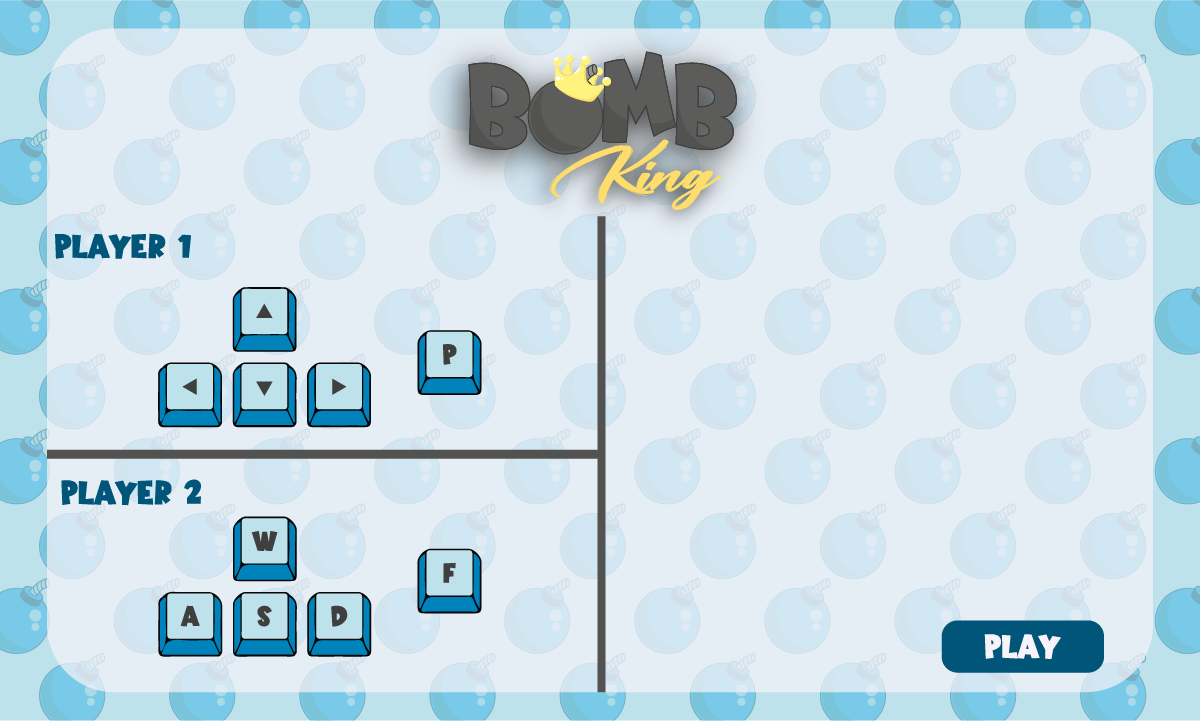 BOMB
King
PLAYER 1
▲
P
◄ ▼ ►
PLAYER 2
W
F
A S D
PLAY